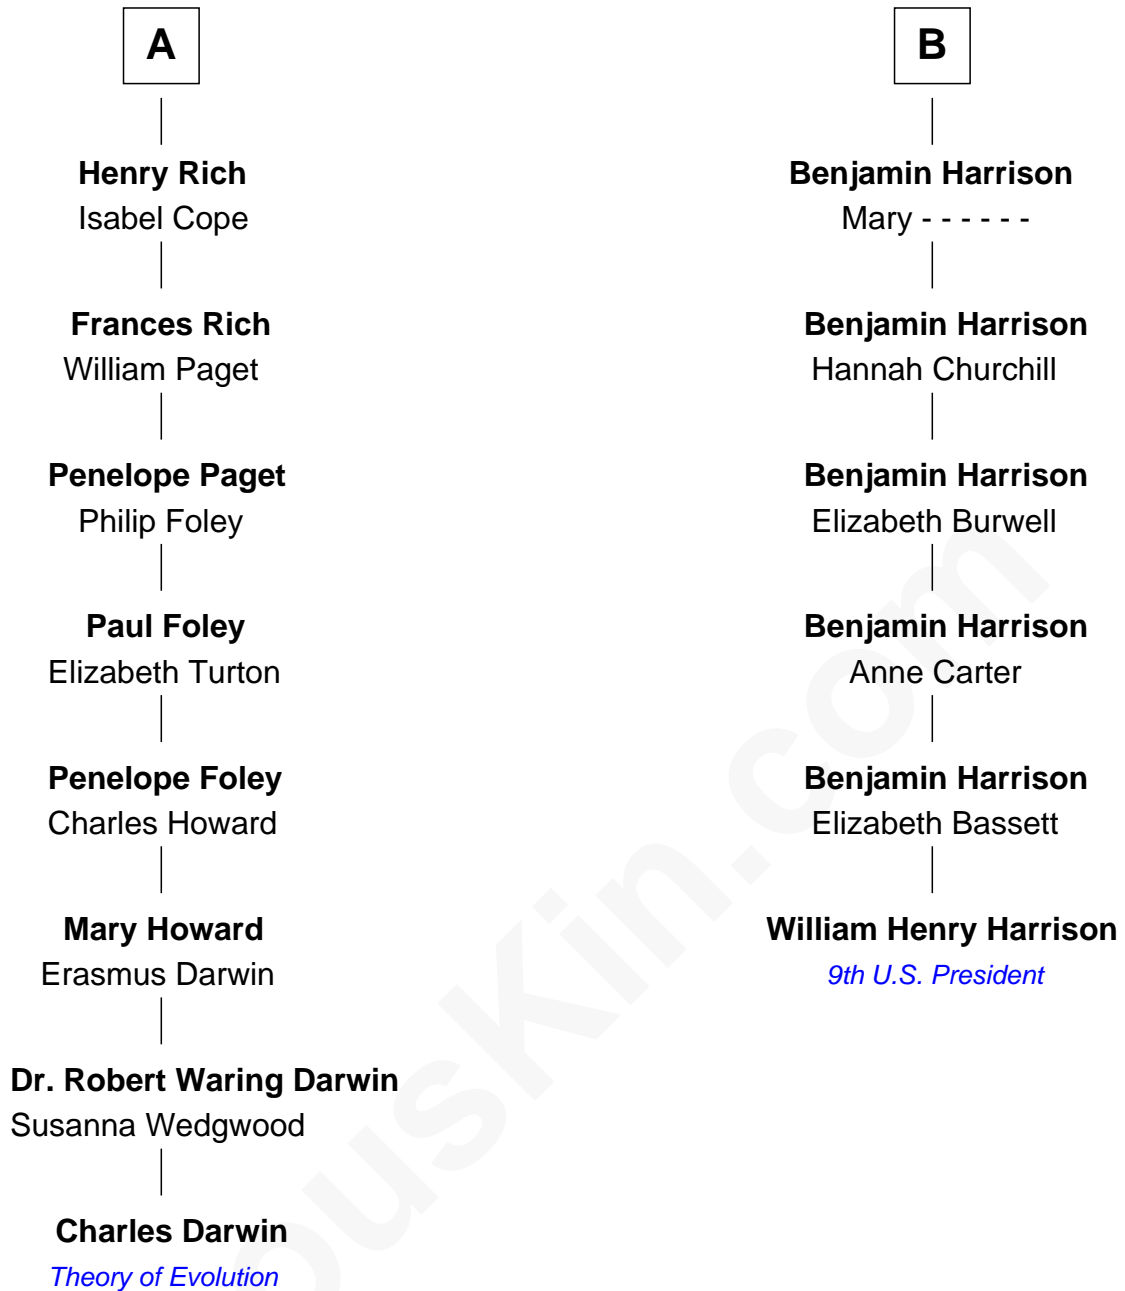 A
Henry Rich
Isabel Cope
Frances Rich
William Paget
Penelope Paget
Philip Foley
Paul Foley
Elizabeth Turton
Penelope Foley
Charles Howard
Mary Howard
Erasmus Darwin
Dr. Robert Waring Darwin
Susanna Wedgwood
Charles Darwin
Theory of Evolution
B
Benjamin Harrison
Mary - - - - - -
Benjamin Harrison
Hannah Churchill
Benjamin Harrison
Elizabeth Burwell
Benjamin Harrison
Anne Carter
Benjamin Harrison
Elizabeth Bassett
William Henry Harrison
9th U.S. President
ousKin.com